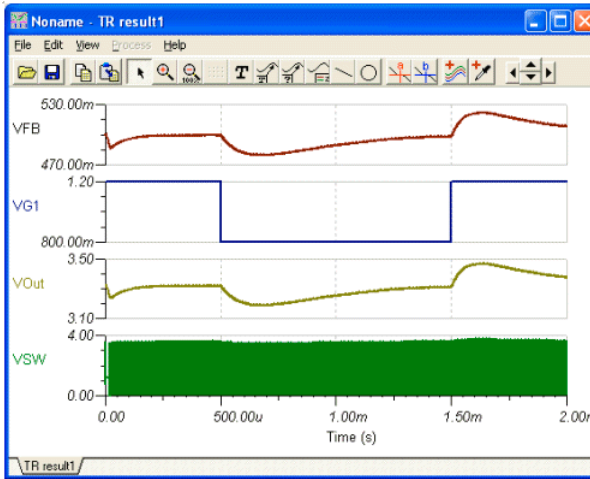 Noname - TR result1
File Edit View Process Help
T
100%
a b
530.00m
VFB
470.00m
1.20
VG1
800.00m
3.50
VOut
3.10
4.00
VSW
0.00
0.00 500.00u 1.00m 1.50m 2.00m
Time (s)
TR result1